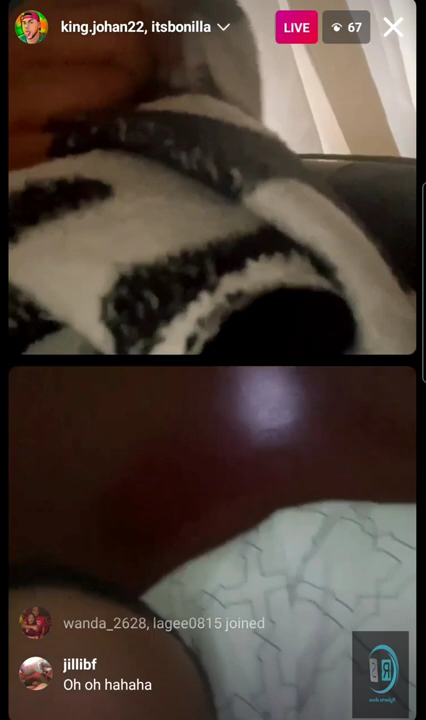 king.johan22, itsbonilla
LIVE
67
wanda_2628, lagee0815 joined
jillibf
Oh oh hahaha